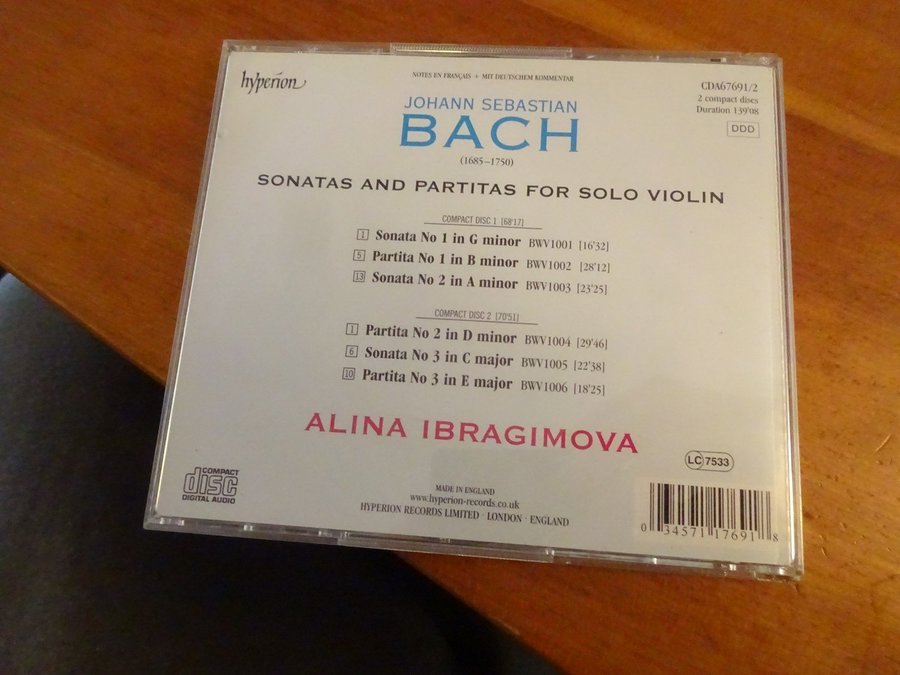 hyperion
NOTES EN FRANÇAIS + MIT DEUTSCHEM KOMMENTAR
CDA67691/2
2 compact discs
Duration 139'08
DDD
JOHANN SEBASTIAN
BACH
(1685–1750)
SONATAS AND PARTITAS FOR SOLO VIOLIN
COMPACT DISC 1 [68'17]
1 Sonata No 1 in G minor BWV1001 [16'32]
5 Partita No 1 in B minor BWV1002 [28'12]
13 Sonata No 2 in A minor BWV1003 [23'25]
COMPACT DISC 2 [70'51]
1 Partita No 2 in D minor BWV1004 [29'46]
6 Sonata No 3 in C major BWV1005 [22'38]
10 Partita No 3 in E major BWV1006 [18'25]
ALINA IBRAGIMOVA
LC 7533
COMPACT
disc
DIGITAL AUDIO
MADE IN ENGLAND
www.hyperion-records.co.uk
HYPERION RECORDS LIMITED · LONDON · ENGLAND
0 34571 17691 8